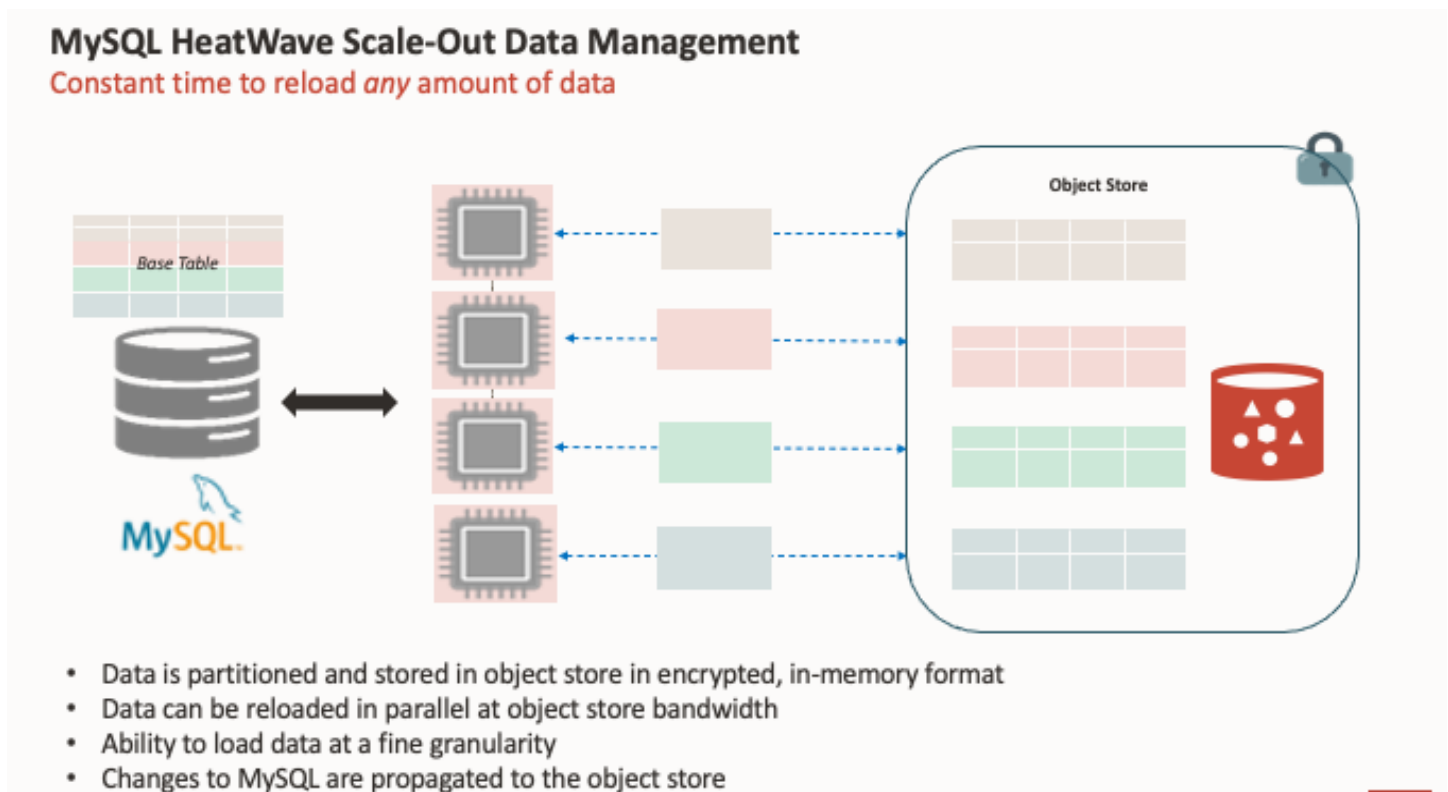 MySQL HeatWave Scale-Out Data Management
Constant time to reload any amount of data
Object Store
Base Table
MySQL
• Data is partitioned and stored in object store in encrypted, in-memory format
• Data can be reloaded in parallel at object store bandwidth
• Ability to load data at a fine granularity
• Changes to MySQL are propagated to the object store